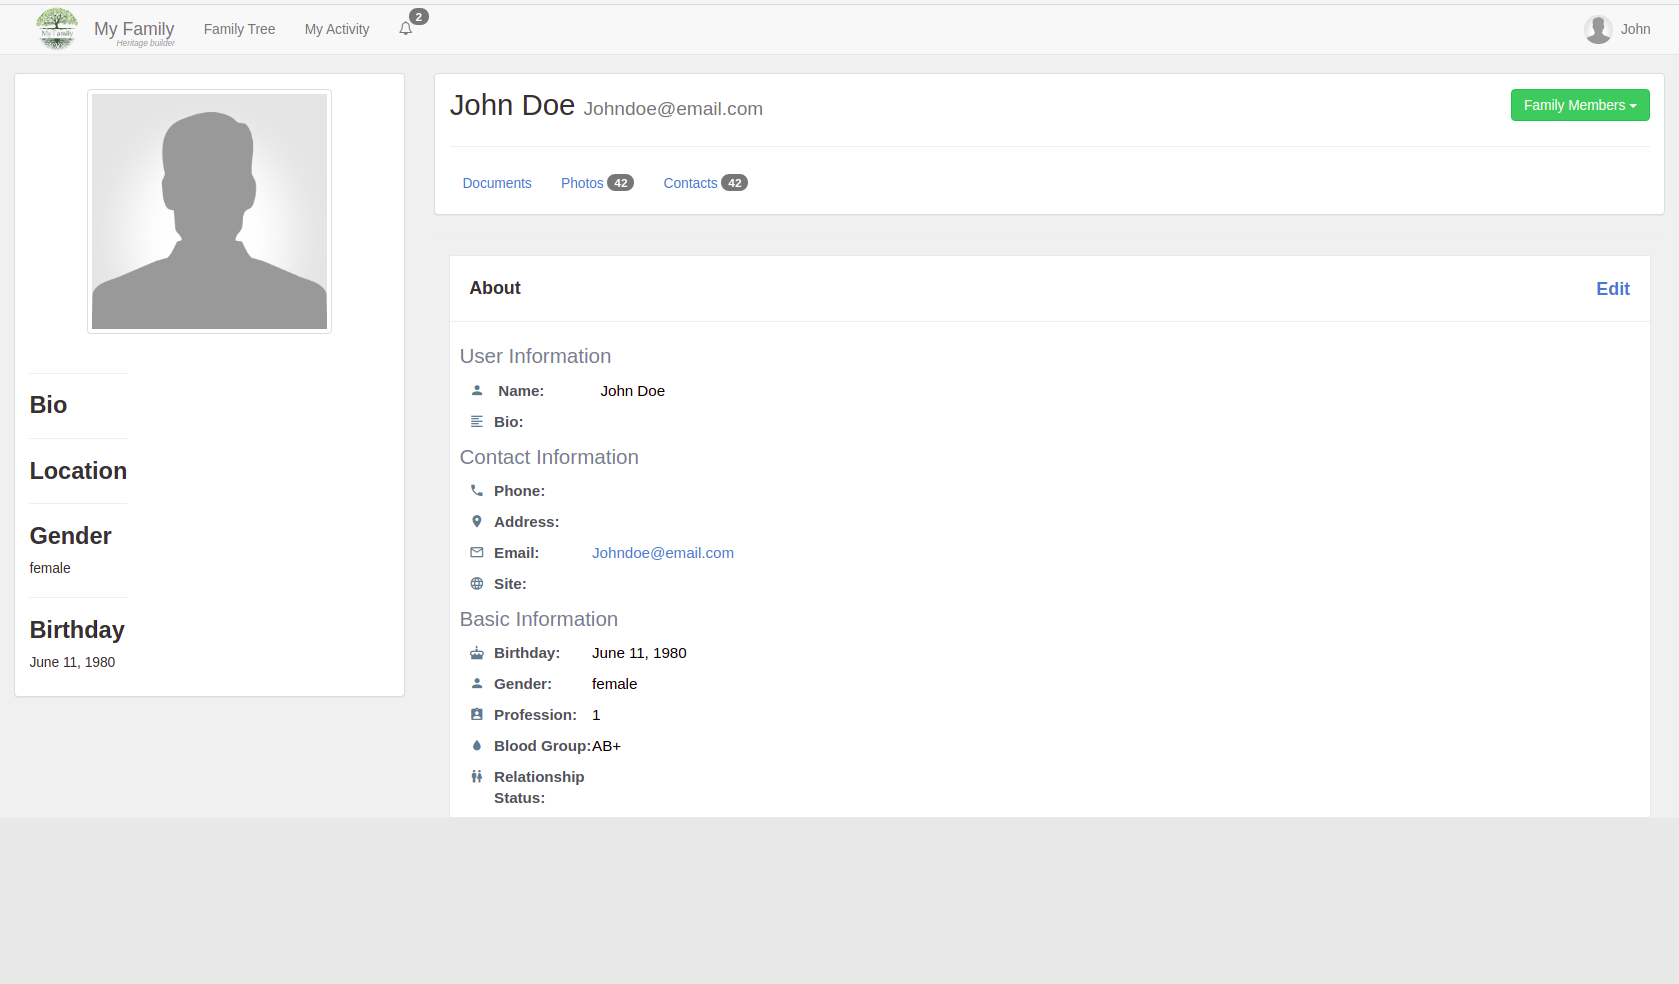 My Family
My Family
Heritage builder
Family Tree
My Activity
2
John
Bio
Location
Gender
female
Birthday
June 11, 1980
John Doe Johndoe@email.com
Family Members
Documents
Photos 42
Contacts 42
About
Edit
User Information
Name: John Doe
Bio:
Contact Information
Phone:
Address:
Email: Johndoe@email.com
Site:
Basic Information
Birthday: June 11, 1980
Gender: female
Profession: 1
Blood Group: AB+
Relationship
Status: